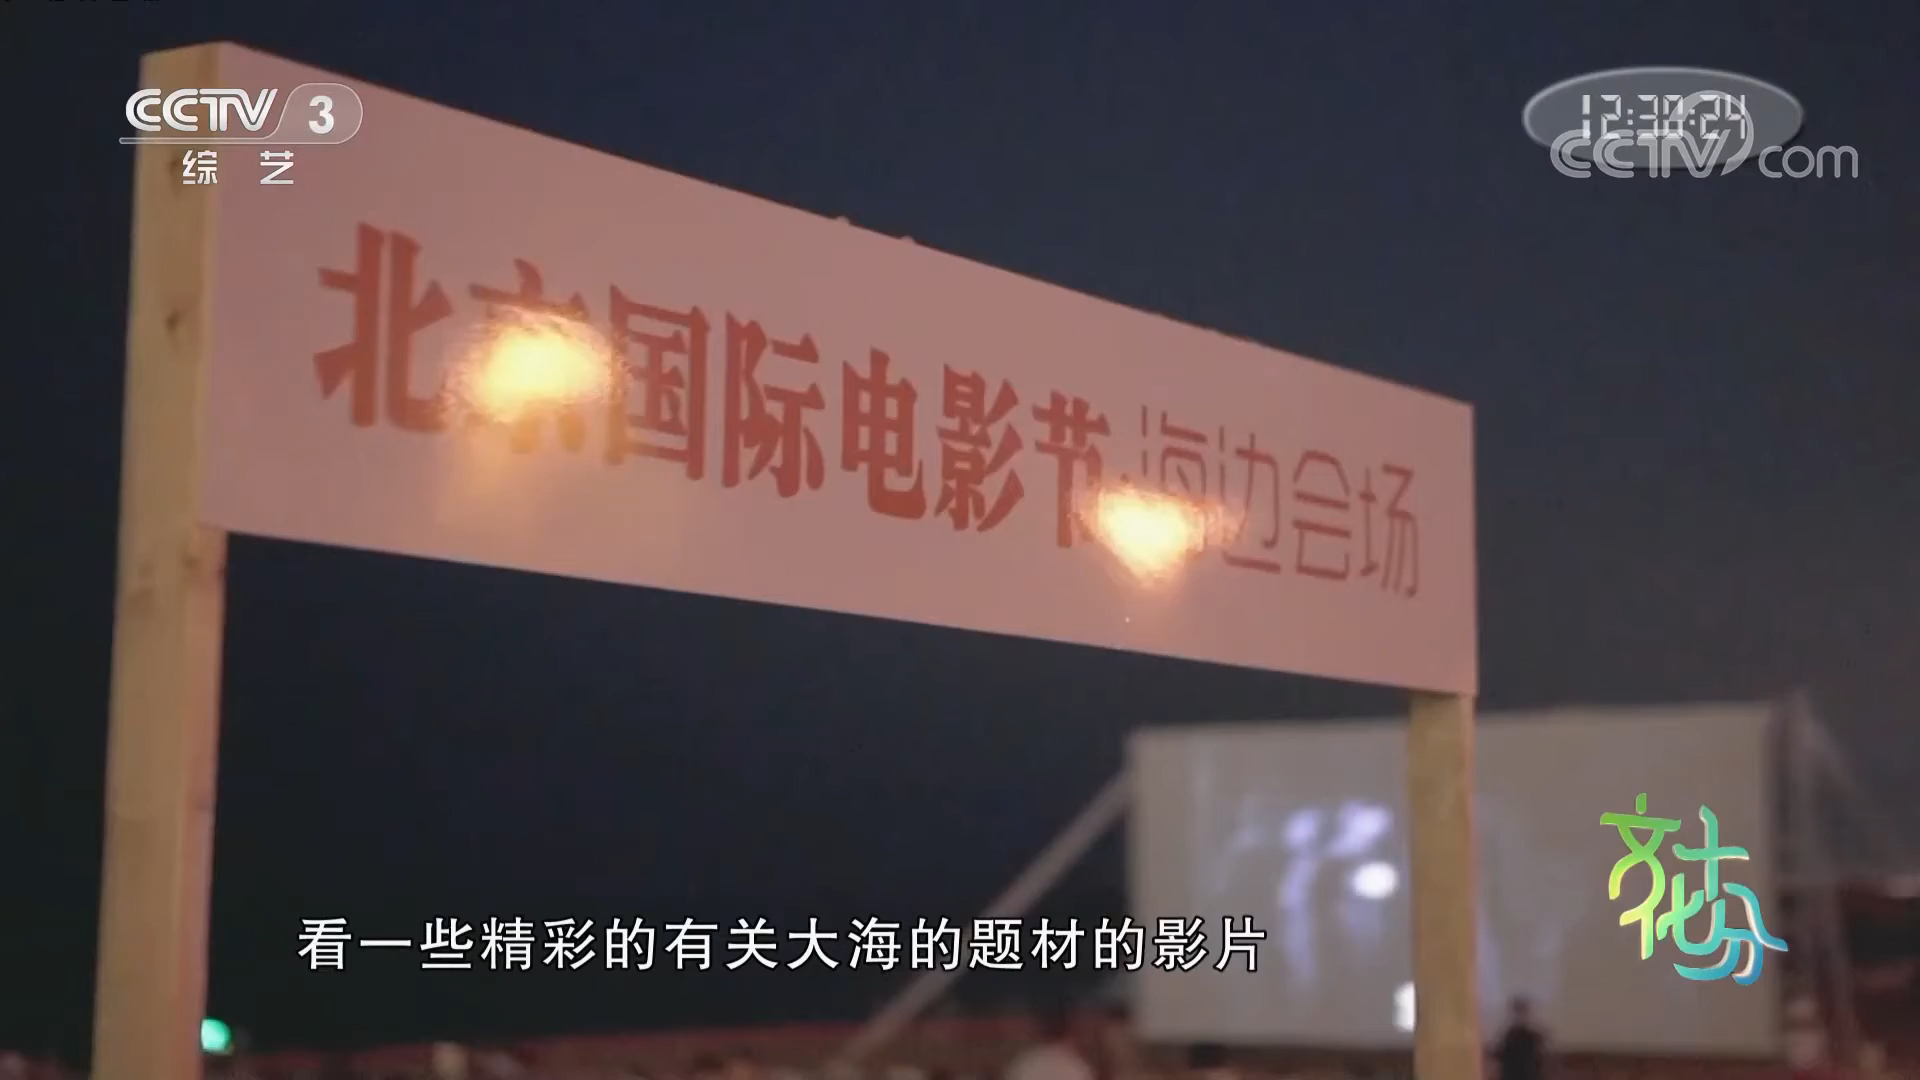 CCTV 3
综 艺
12:30:24
CCTV com
北京国际电影节·海边会场
文化十分
看一些精彩的有关大海的题材的影片